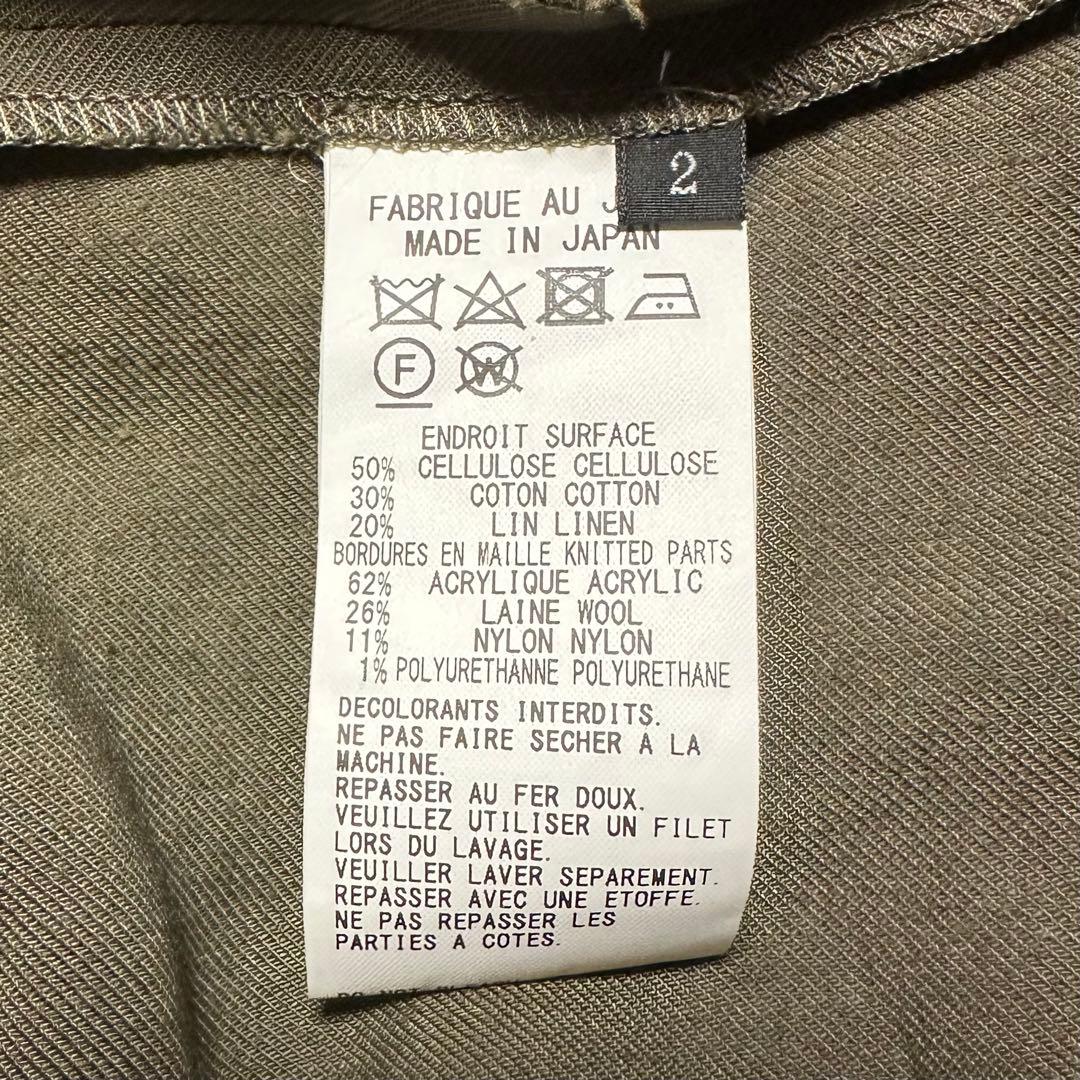 2
FABRIQUE AU J
MADE IN JAPAN
F W
ENDROIT SURFACE
50% CELLULOSE CELLULOSE
30% COTON COTTON
20% LIN LINEN
BORDURES EN MAILLE KNITTED PARTS
62% ACRYLIQUE ACRYLIC
26% LAINE WOOL
11% NYLON NYLON
1% POLYURETHANNE POLYURETHANE
DECOLORANTS INTERDITS.
NE PAS FAIRE SECHER A LA
MACHINE.
REPASSER AU FER DOUX.
VEUILLEZ UTILISER UN FILET
LORS DU LAVAGE.
VEUILLER LAVER SEPAREMENT.
REPASSER AVEC UNE ETOFFE.
NE PAS REPASSER LES
PARTIES A COTES.